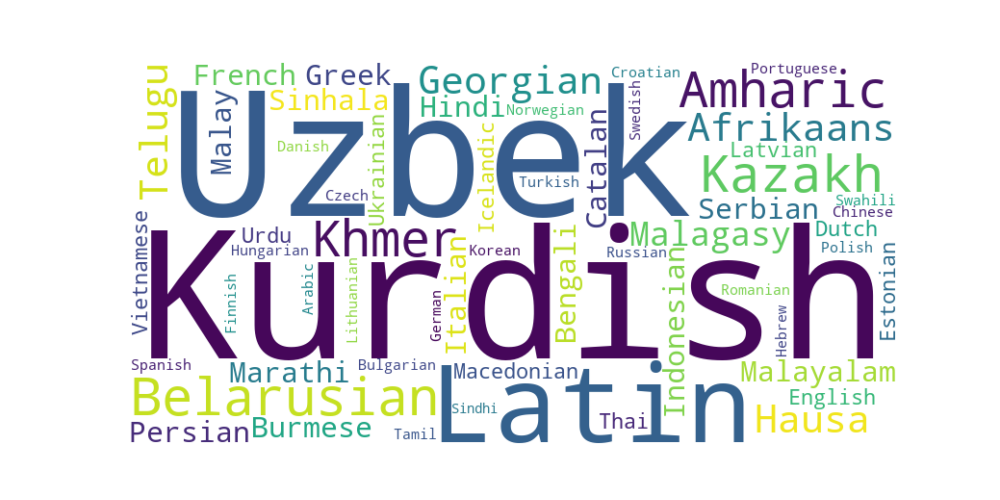 Portuguese
Croatian
French
Greek
Georgian
Amharic
Telugu
Sinhala
Malay
Uzbek
Hindi
Norwegian
Swedish
Afrikaans
Danish
Ukrainian
Icelandic
Catalan
Latvian
Kazakh
Czech
Turkish
Swahili
Chinese
Serbian
Vietnamese
Urdu
Khmer
Malagasy
Dutch
Hungarian
Korean
Russian
Polish
Kurdish
Finnish
Arabic
Lithuanian
German
Italian
Bengali
Indonesian
Romanian
Hebrew
Estonian
Spanish
Marathi
Bulgarian
Macedonian
Malayalam
Belarusian
Latin
English
Sindhi
Hausa
Persian
Burmese
Tamil
Thai